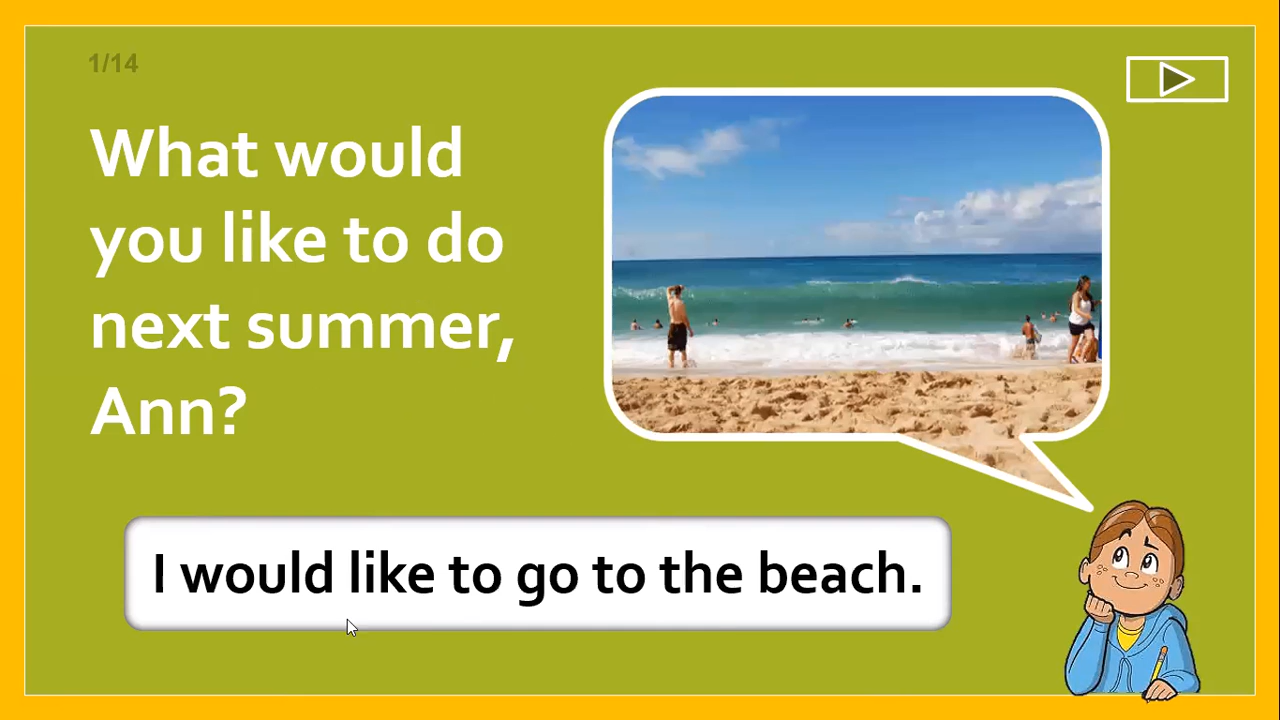 1/14
What would
you like to do
next summer,
Ann?
I would like to go to the beach.